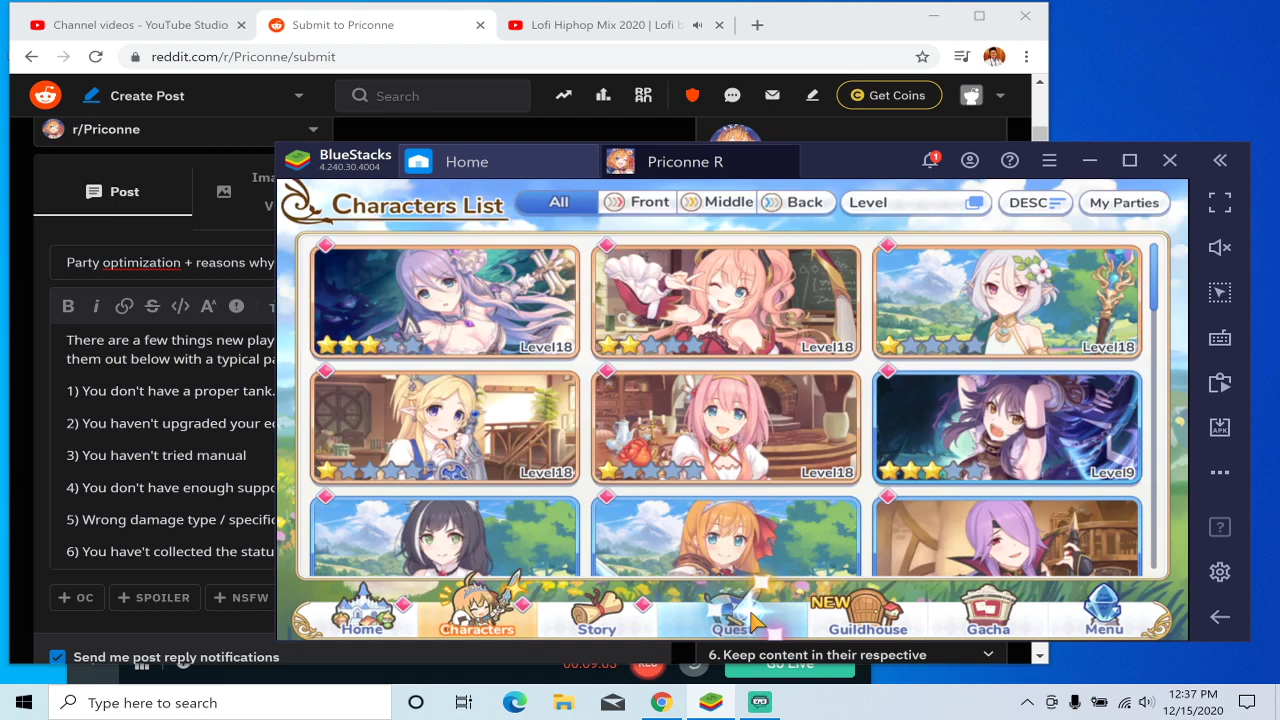 Channel videos - YouTube Studio
Submit to Priconne
Lofi Hiphop Mix 2020 | Lofi b
reddit.com/r/Priconne/submit
Create Post
Search
Get Coins
r/Priconne
Post
Ima
V
Party optimization + reasons why
There are a few things new play
them out below with a typical pa
1) You don't have a proper tank.
2) You haven't upgraded your eq
3) You haven't tried manual
4) You don't have enough suppo
5) Wrong damage type / specific
6) You have't collected the statu
+ OC
+ SPOILER
+ NSFW
Send me post reply notifications
BlueStacks
4.240.30.4004
Home
Priconne R
1
Characters List
All
Front
Middle
Back
Level
DESC
My Parties
Level18
Level18
Level18
Level18
Level18
Level9
Home
Characters
Story
Quest
NEW
Guildhouse
Gacha
Menu
APK
6. Keep content in their respective
REC
Go Live
Type here to search
12:37 PM
12/15/2020